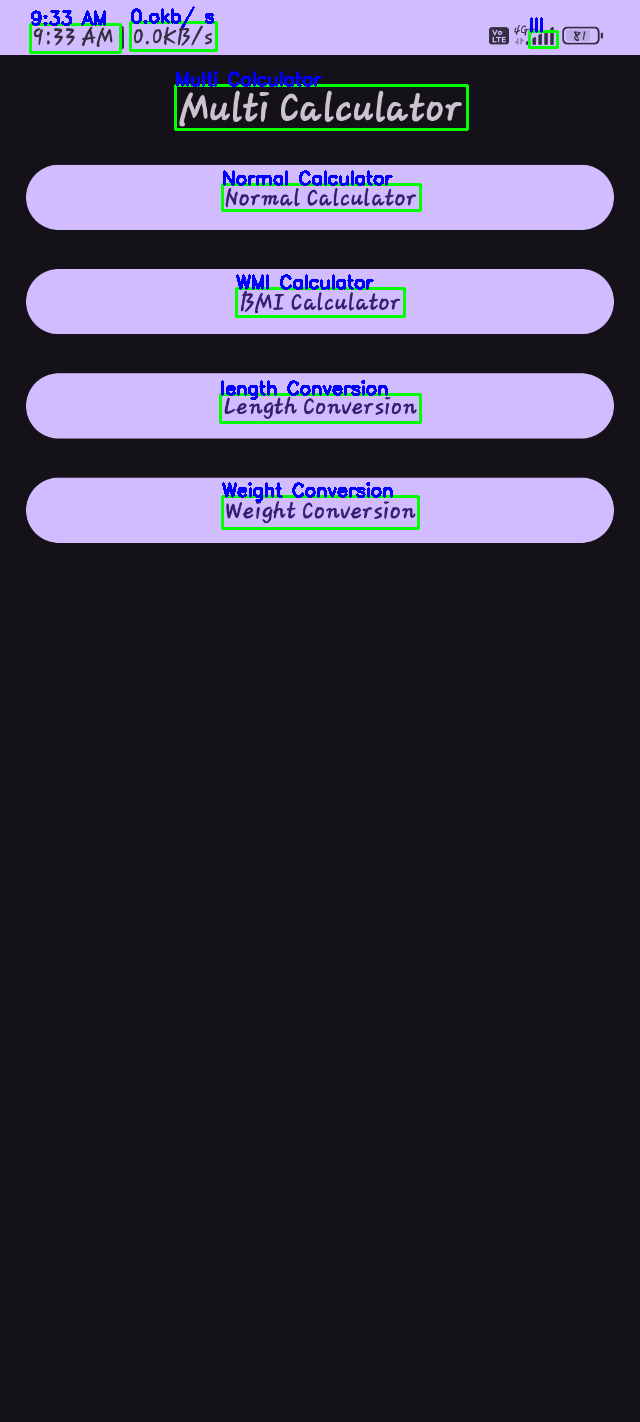 9:33 AM 0.okb/ s III
9:33 AM 0.0KB/s Vo LTE 4G 81
Multi Calculator
Multi Calculator
Normal Calculator
Normal Calculator
WMI Calculator
BMI Calculator
length Conversion
Length Conversion
Weight Conversion
Weight Conversion